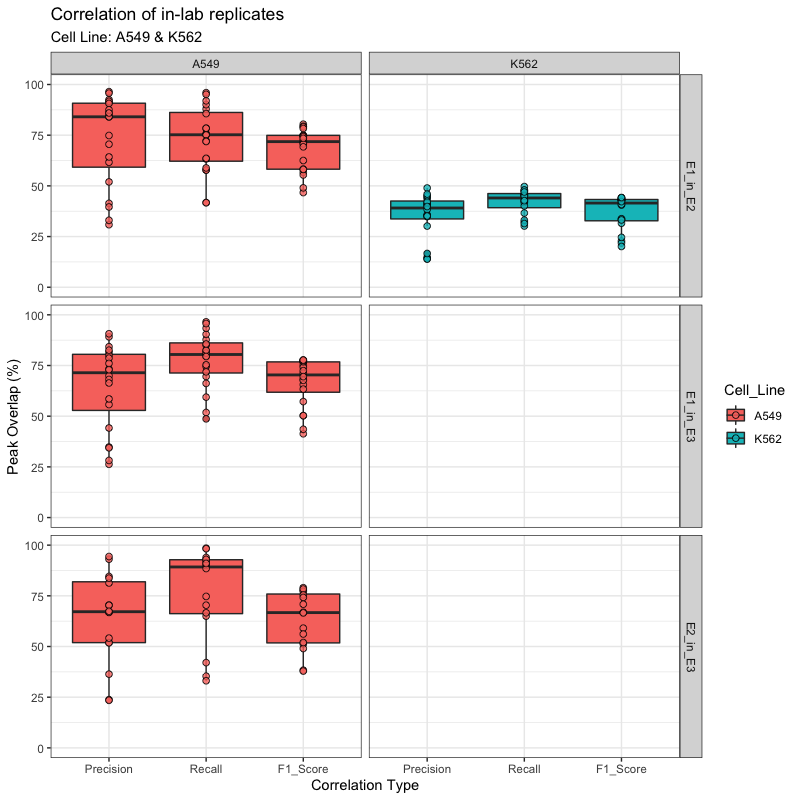 Correlation of in-lab replicates
Cell Line: A549 & K562
A549
K562
100
75
50
25
0
E1_in_E2
100
75
50
25
0
E1_in_E3
100
75
50
25
0
E2_in_E3
Peak Overlap (%)
Precision
Recall
F1_Score
Precision
Recall
F1_Score
Correlation Type
Cell_Line
A549
K562